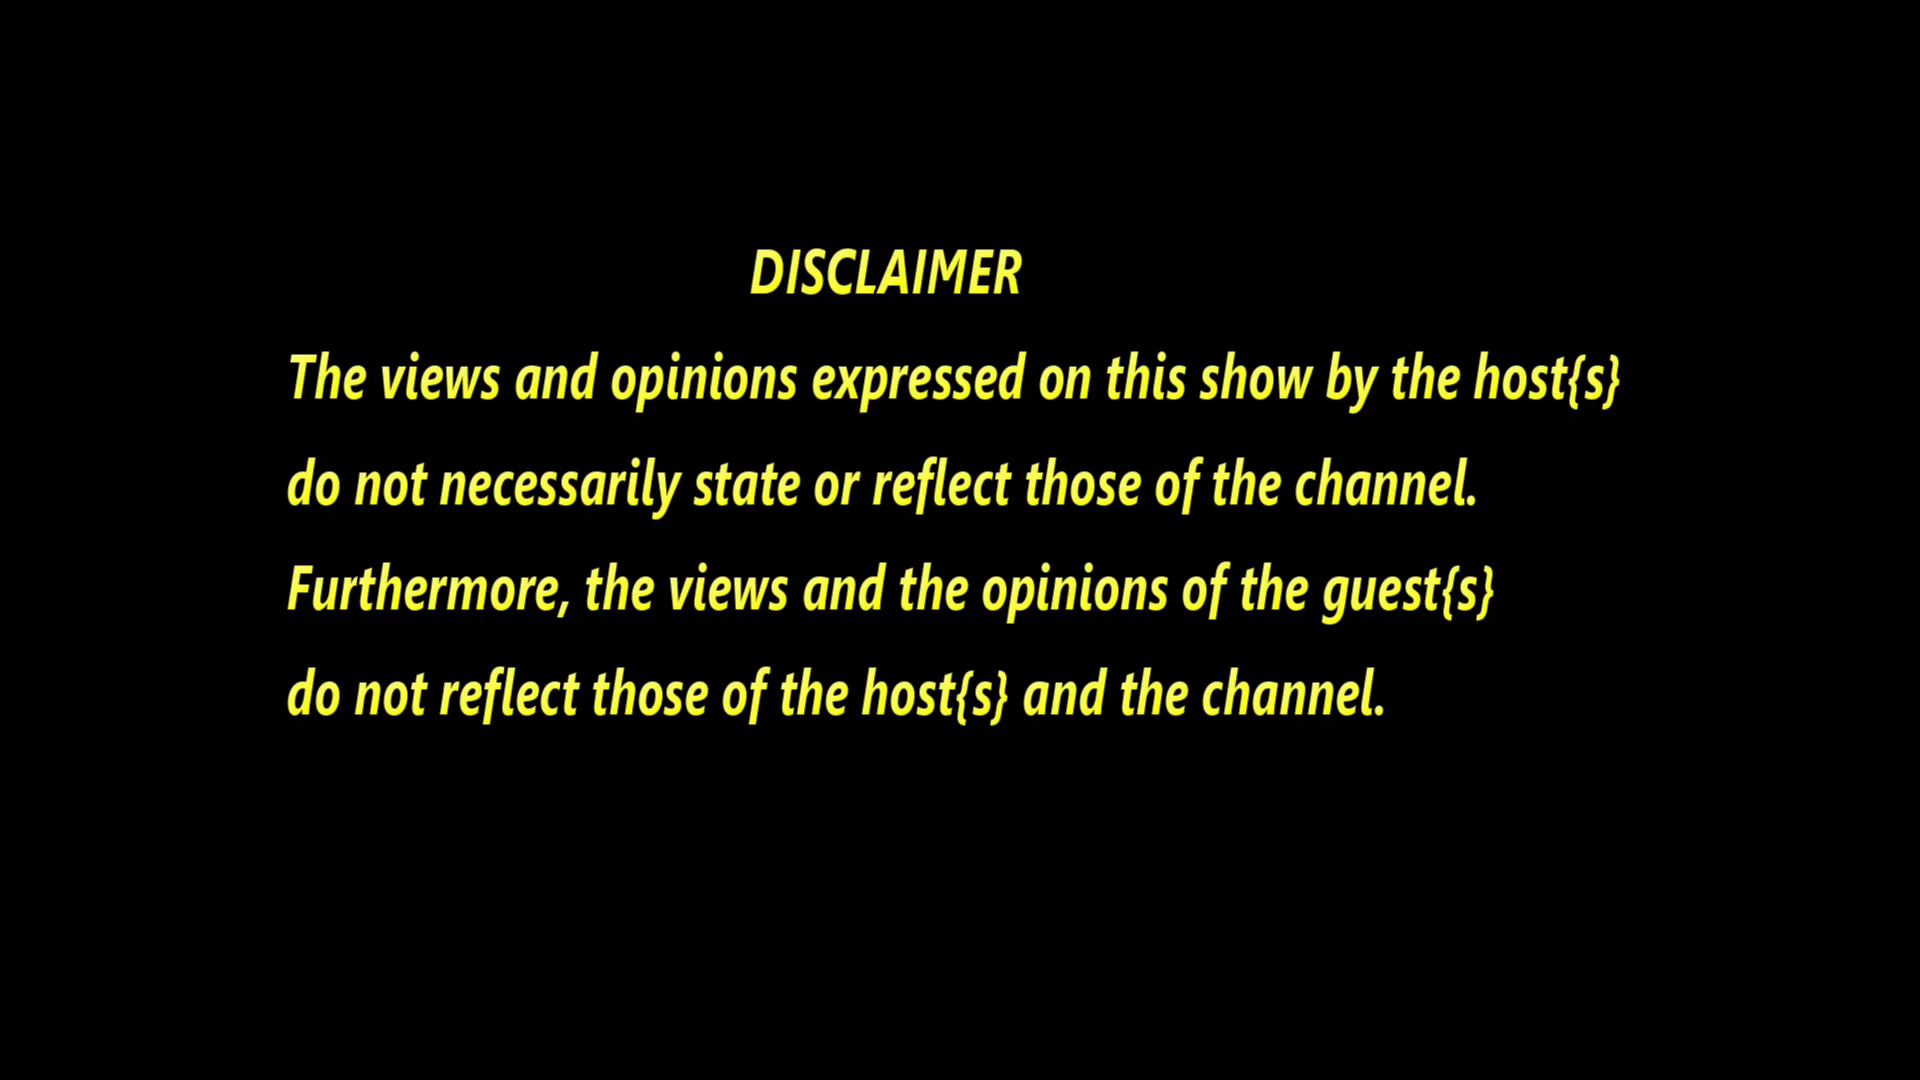 DISCLAIMER
The views and opinions expressed on this show by the host{s}
do not necessarily state or reflect those of the channel.
Furthermore, the views and the opinions of the guest{s}
do not reflect those of the host{s} and the channel.